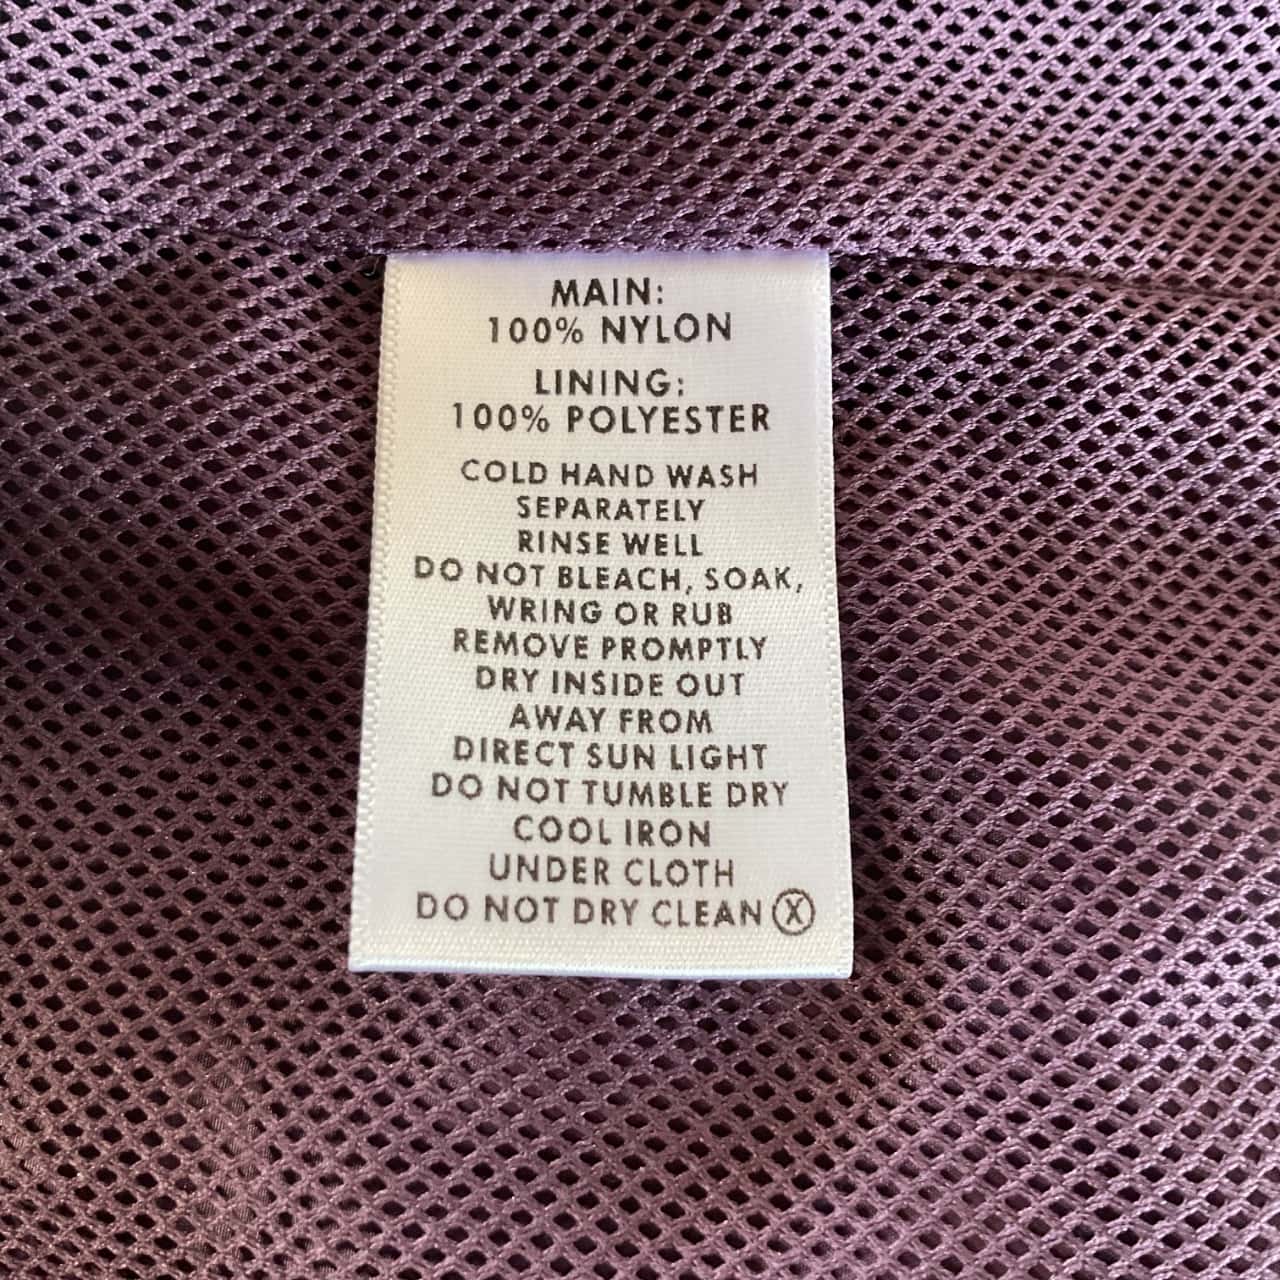 MAIN:
100% NYLON
LINING:
100% POLYESTER
COLD HAND WASH
SEPARATELY
RINSE WELL
DO NOT BLEACH, SOAK,
WRING OR RUB
REMOVE PROMPTLY
DRY INSIDE OUT
AWAY FROM
DIRECT SUN LIGHT
DO NOT TUMBLE DRY
COOL IRON
UNDER CLOTH
DO NOT DRY CLEAN Ⓧ